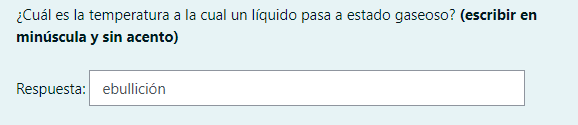 ¿Cuál es la temperatura a la cual un líquido pasa a estado gaseoso? (escribir en
minúscula y sin acento)
Respuesta: ebullición